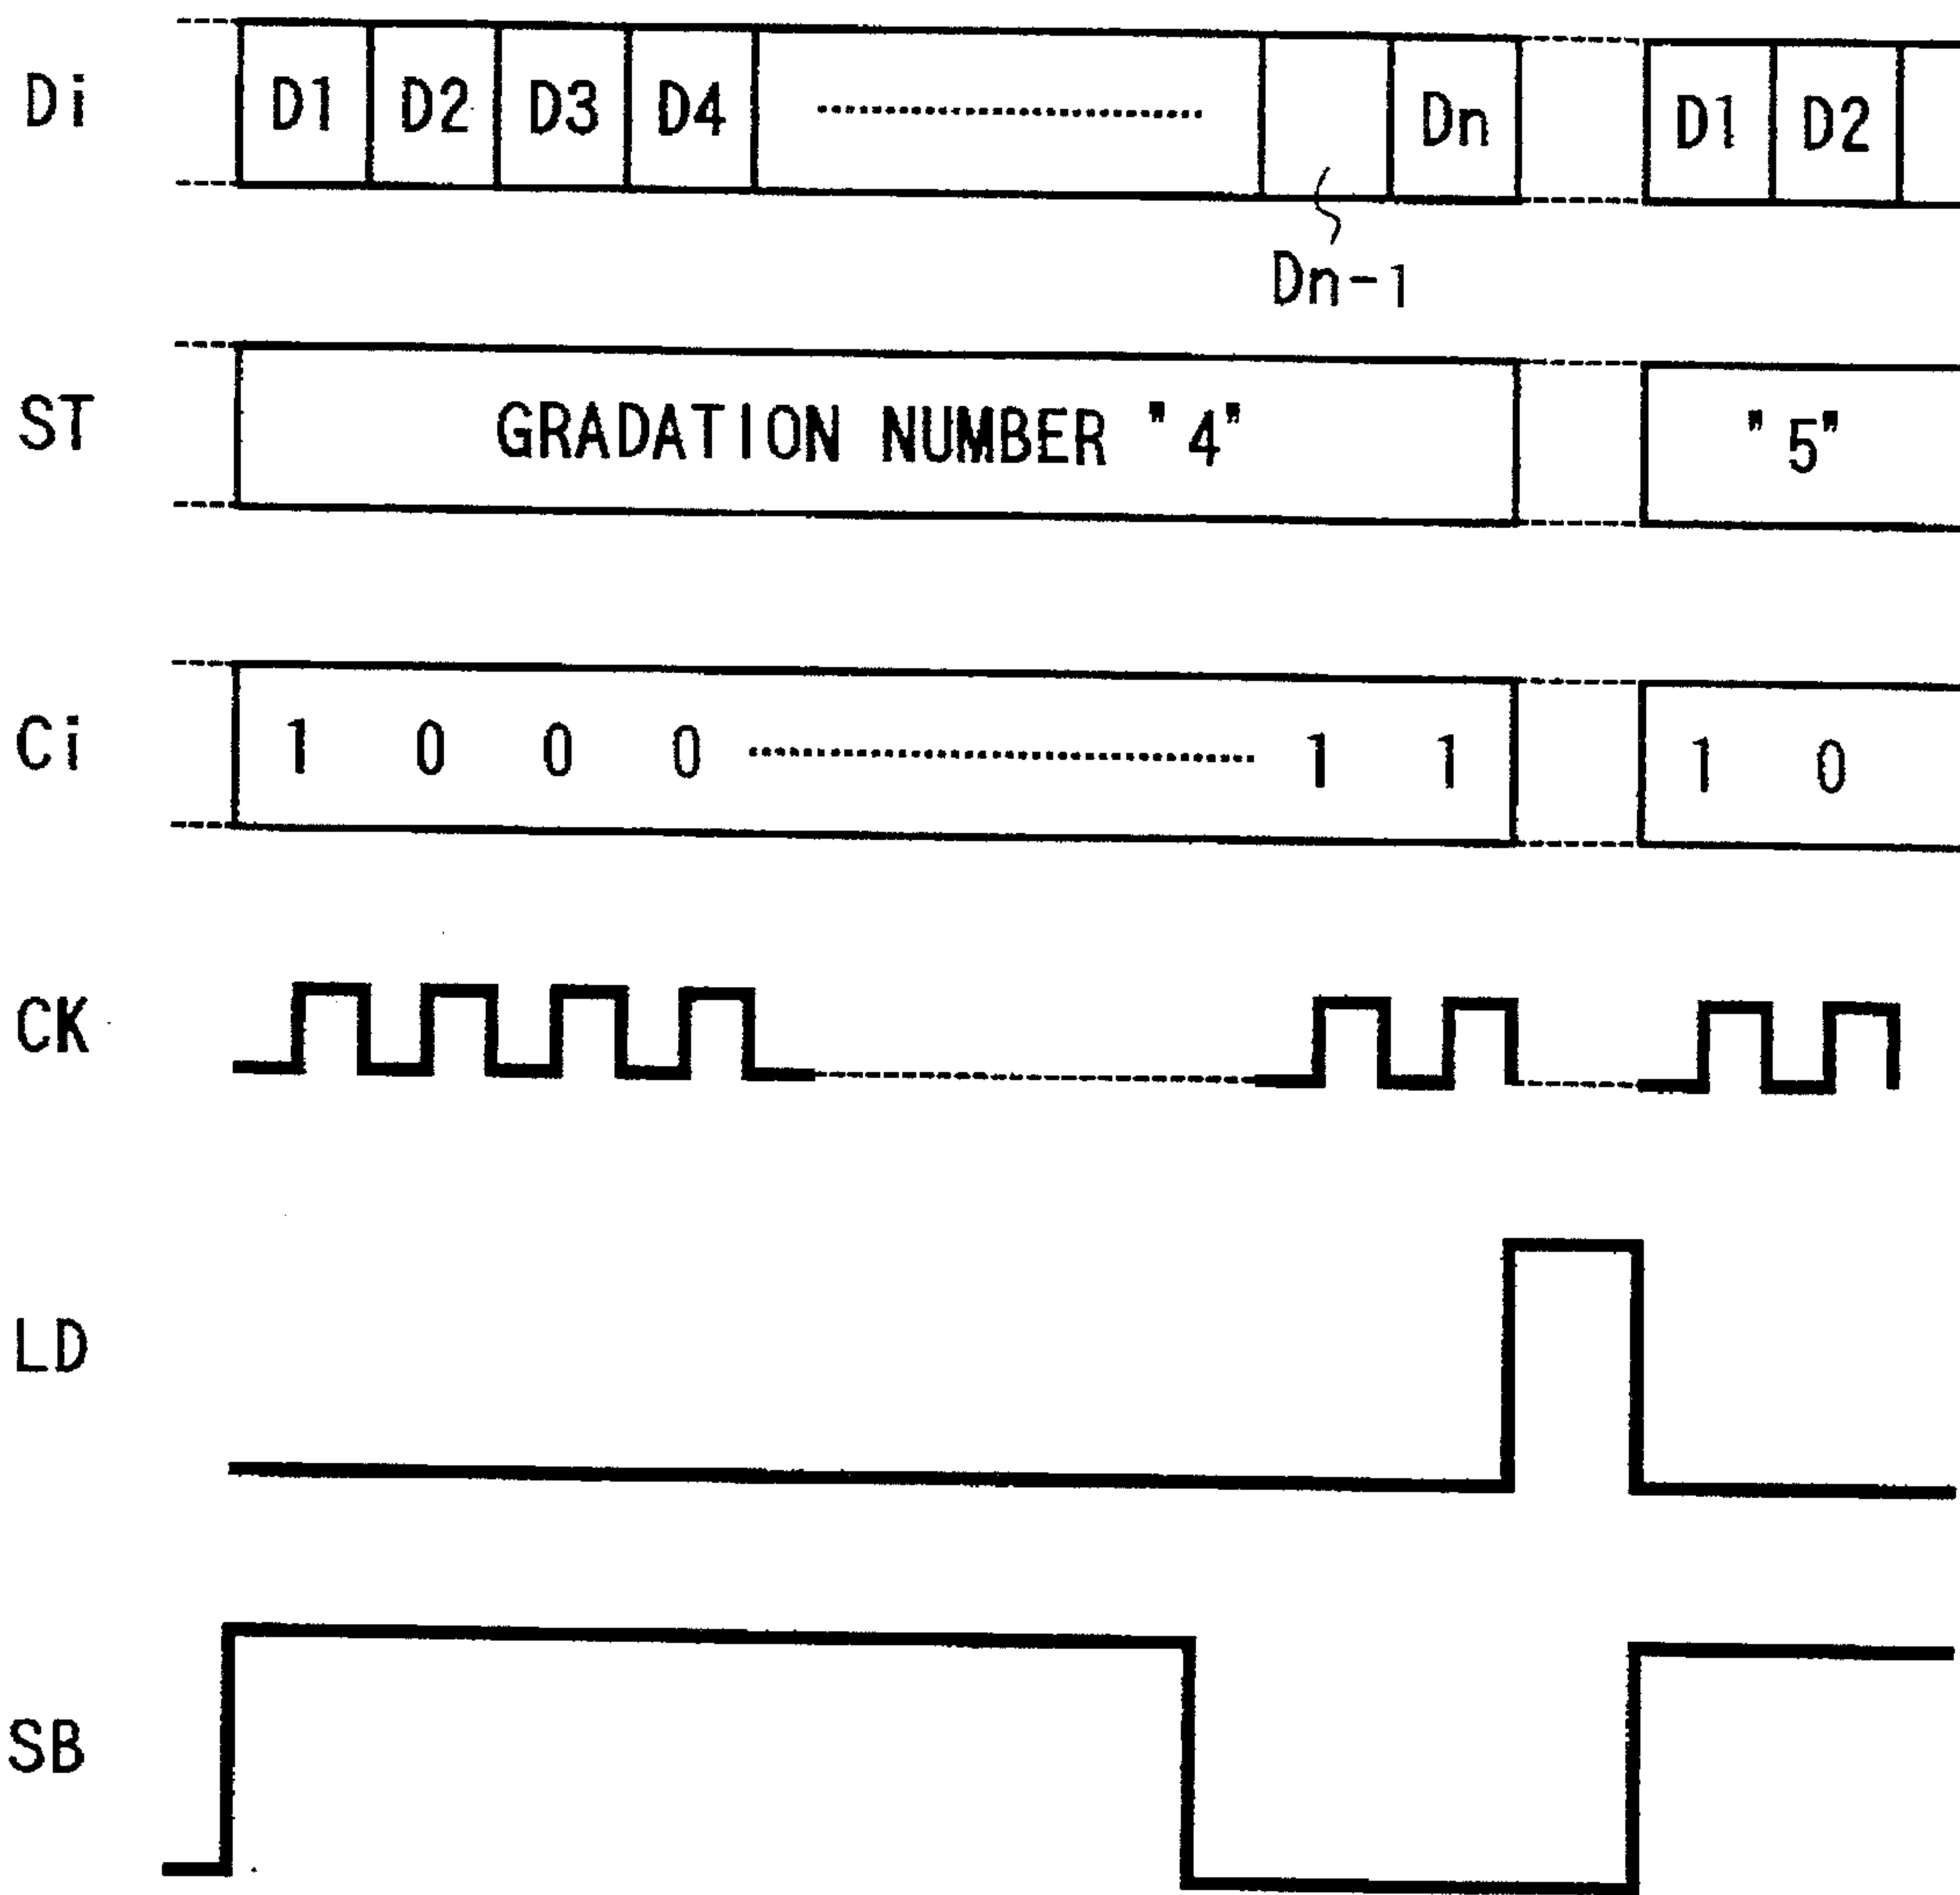 Di D1 D2 D3 D4 Dn D1 D2
Dn-1
ST GRADATION NUMBER "4" "5"
Ci 1 0 0 0 1 1 1 0
CK
LD
SB